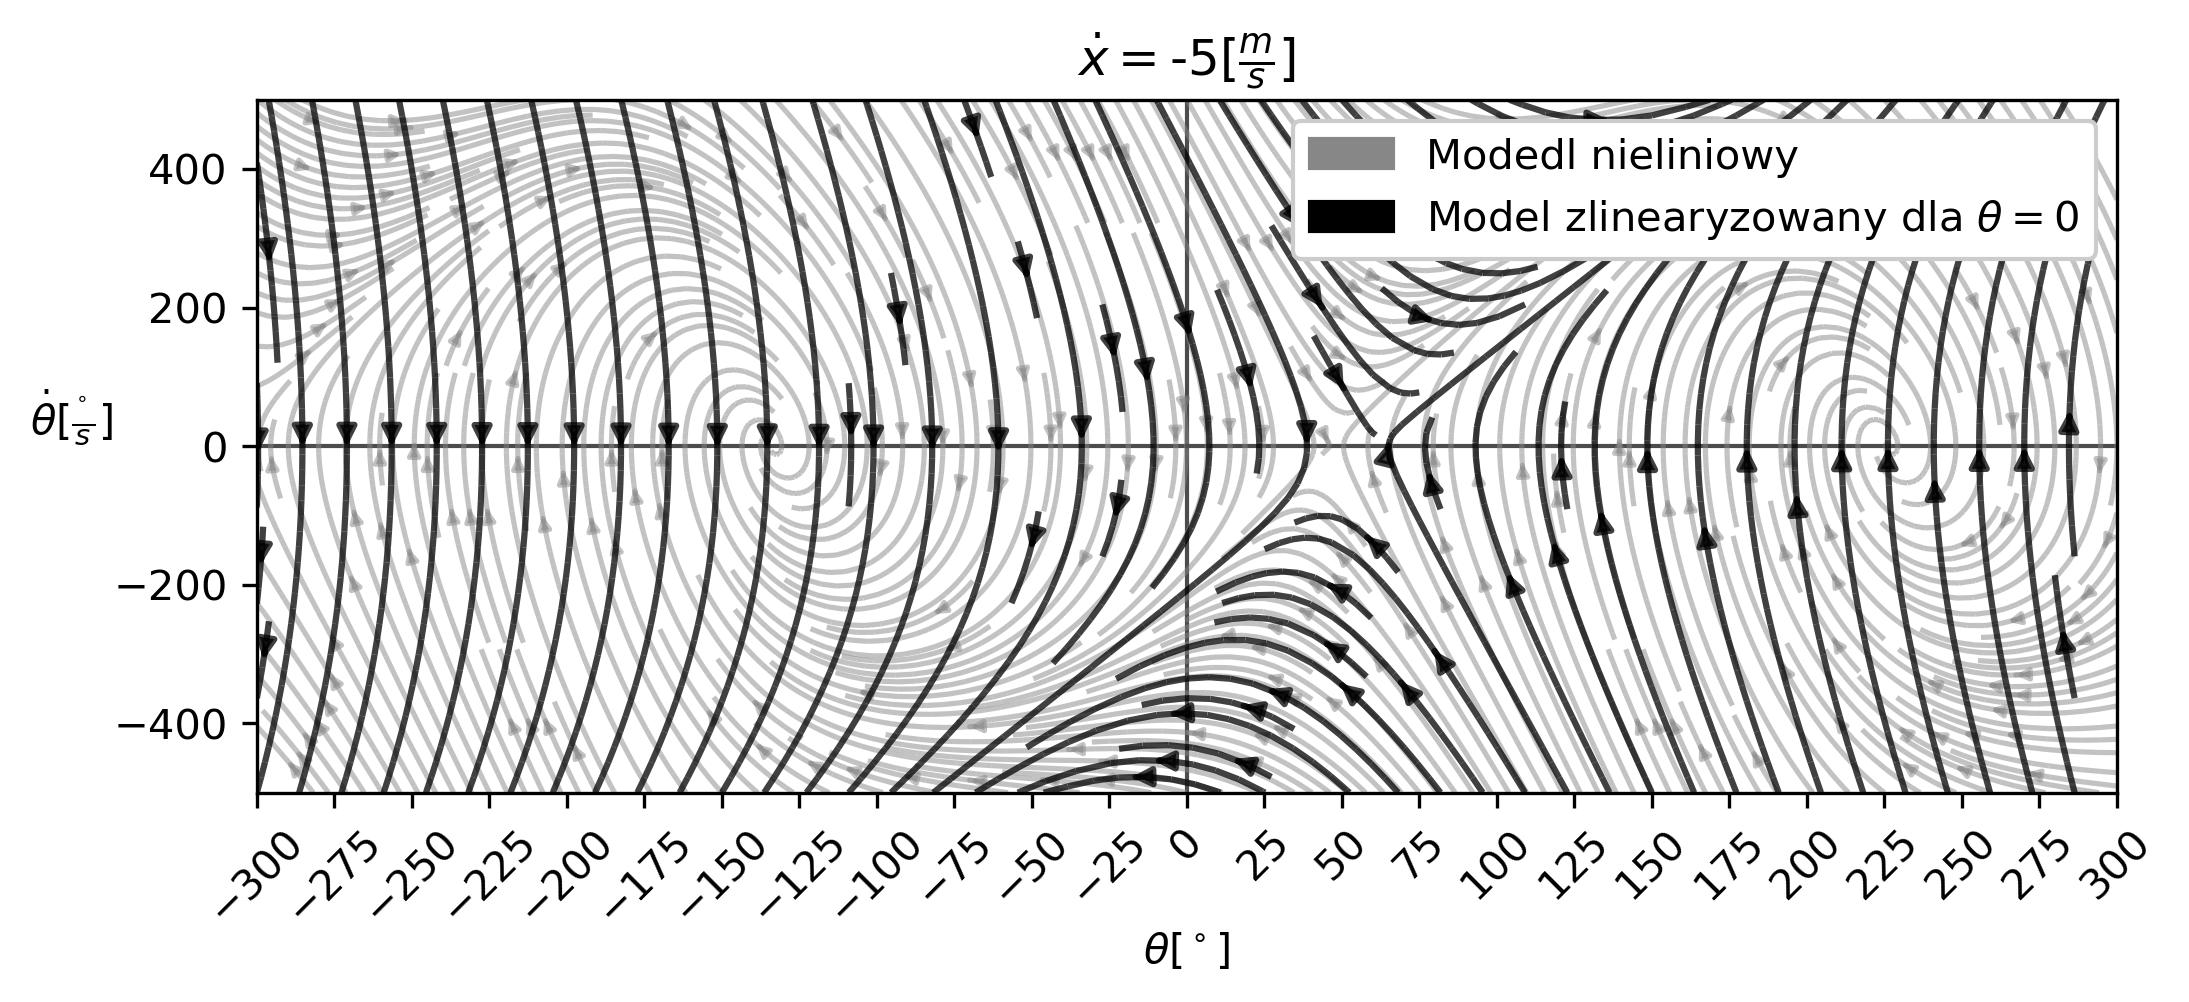 ẋ = -5[m/s]
Modedl nieliniowy
Model zlinearyzowany dla θ = 0
400
200
0
−200
−400
θ̇[°/s]
−300 −275 −250 −225 −200 −175 −150 −125 −100 −75 −50 −25 0 25 50 75 100 125 150 175 200 225 250 275 300
θ[°]